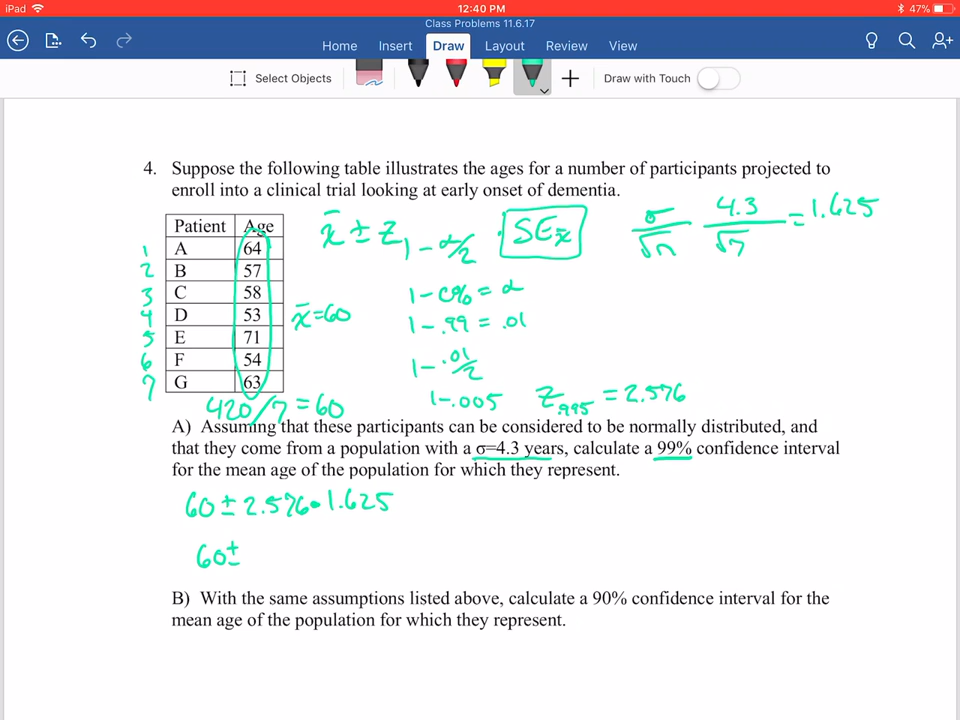 iPad 12:40 PM 47%
Class Problems 11.6.17
Home Insert Draw Layout Review View
Select Objects Draw with Touch
4. Suppose the following table illustrates the ages for a number of participants projected to
enroll into a clinical trial looking at early onset of dementia.
Patient Age
1 A 64
2 B 57
3 C 58
4 D 53
5 E 71
6 F 54
7 G 63
x̄ ± z 1 - α/2 · SEx̄
σ/√n 4.3/√7 = 1.625
1 - C% = α
x̄ = 60
1 - .99 = .01
1 - .01/2
1 - .005 Z.995 = 2.576
420/7 = 60
A) Assuming that these participants can be considered to be normally distributed, and
that they come from a population with a σ=4.3 years, calculate a 99% confidence interval
for the mean age of the population for which they represent.
60 ± 2.576 • 1.625
60 ±
B) With the same assumptions listed above, calculate a 90% confidence interval for the
mean age of the population for which they represent.